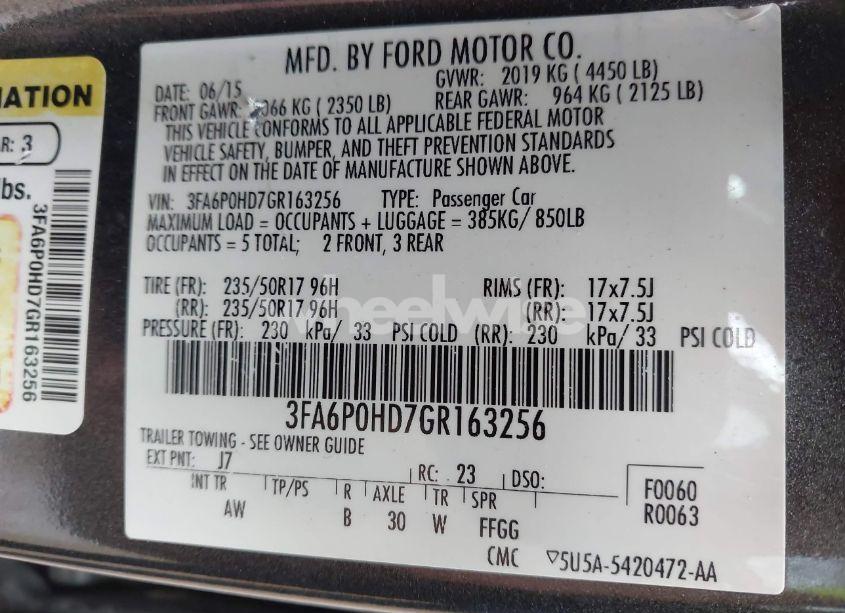 MFD. BY FORD MOTOR CO.
DATE: 06/15 GVWR: 2019 KG ( 4450 LB)
FRONT GAWR: 066 KG ( 2350 LB) REAR GAWR: 964 KG ( 2125 LB)
THIS VEHICLE CONFORMS TO ALL APPLICABLE FEDERAL MOTOR
VEHICLE SAFETY, BUMPER, AND THEFT PREVENTION STANDARDS
IN EFFECT ON THE DATE OF MANUFACTURE SHOWN ABOVE.
VIN: 3FA6P0HD7GR163256 TYPE: Passenger Car
MAXIMUM LOAD = OCCUPANTS + LUGGAGE = 385KG/ 850LB
OCCUPANTS = 5 TOTAL; 2 FRONT, 3 REAR
TIRE (FR): 235/50R17 96H RIMS (FR): 17x7.5J
(RR): 235/50R17 96H (RR): 17x7.5J
PRESSURE (FR): 230 kPa/ 33 PSI COLD (RR): 230 kPa/ 33 PSI COLD
3FA6P0HD7GR163256
TRAILER TOWING - SEE OWNER GUIDE
EXT PNT: J7 RC: 23 DSO:
INT TR TP/PS R AXLE TR SPR
AW B 30 W FFGG
F0060
R0063
CMC ▽5U5A-5420472-AA
MATION
R: 3
lbs.
3FA6P0HD7GR163256
wheelwise